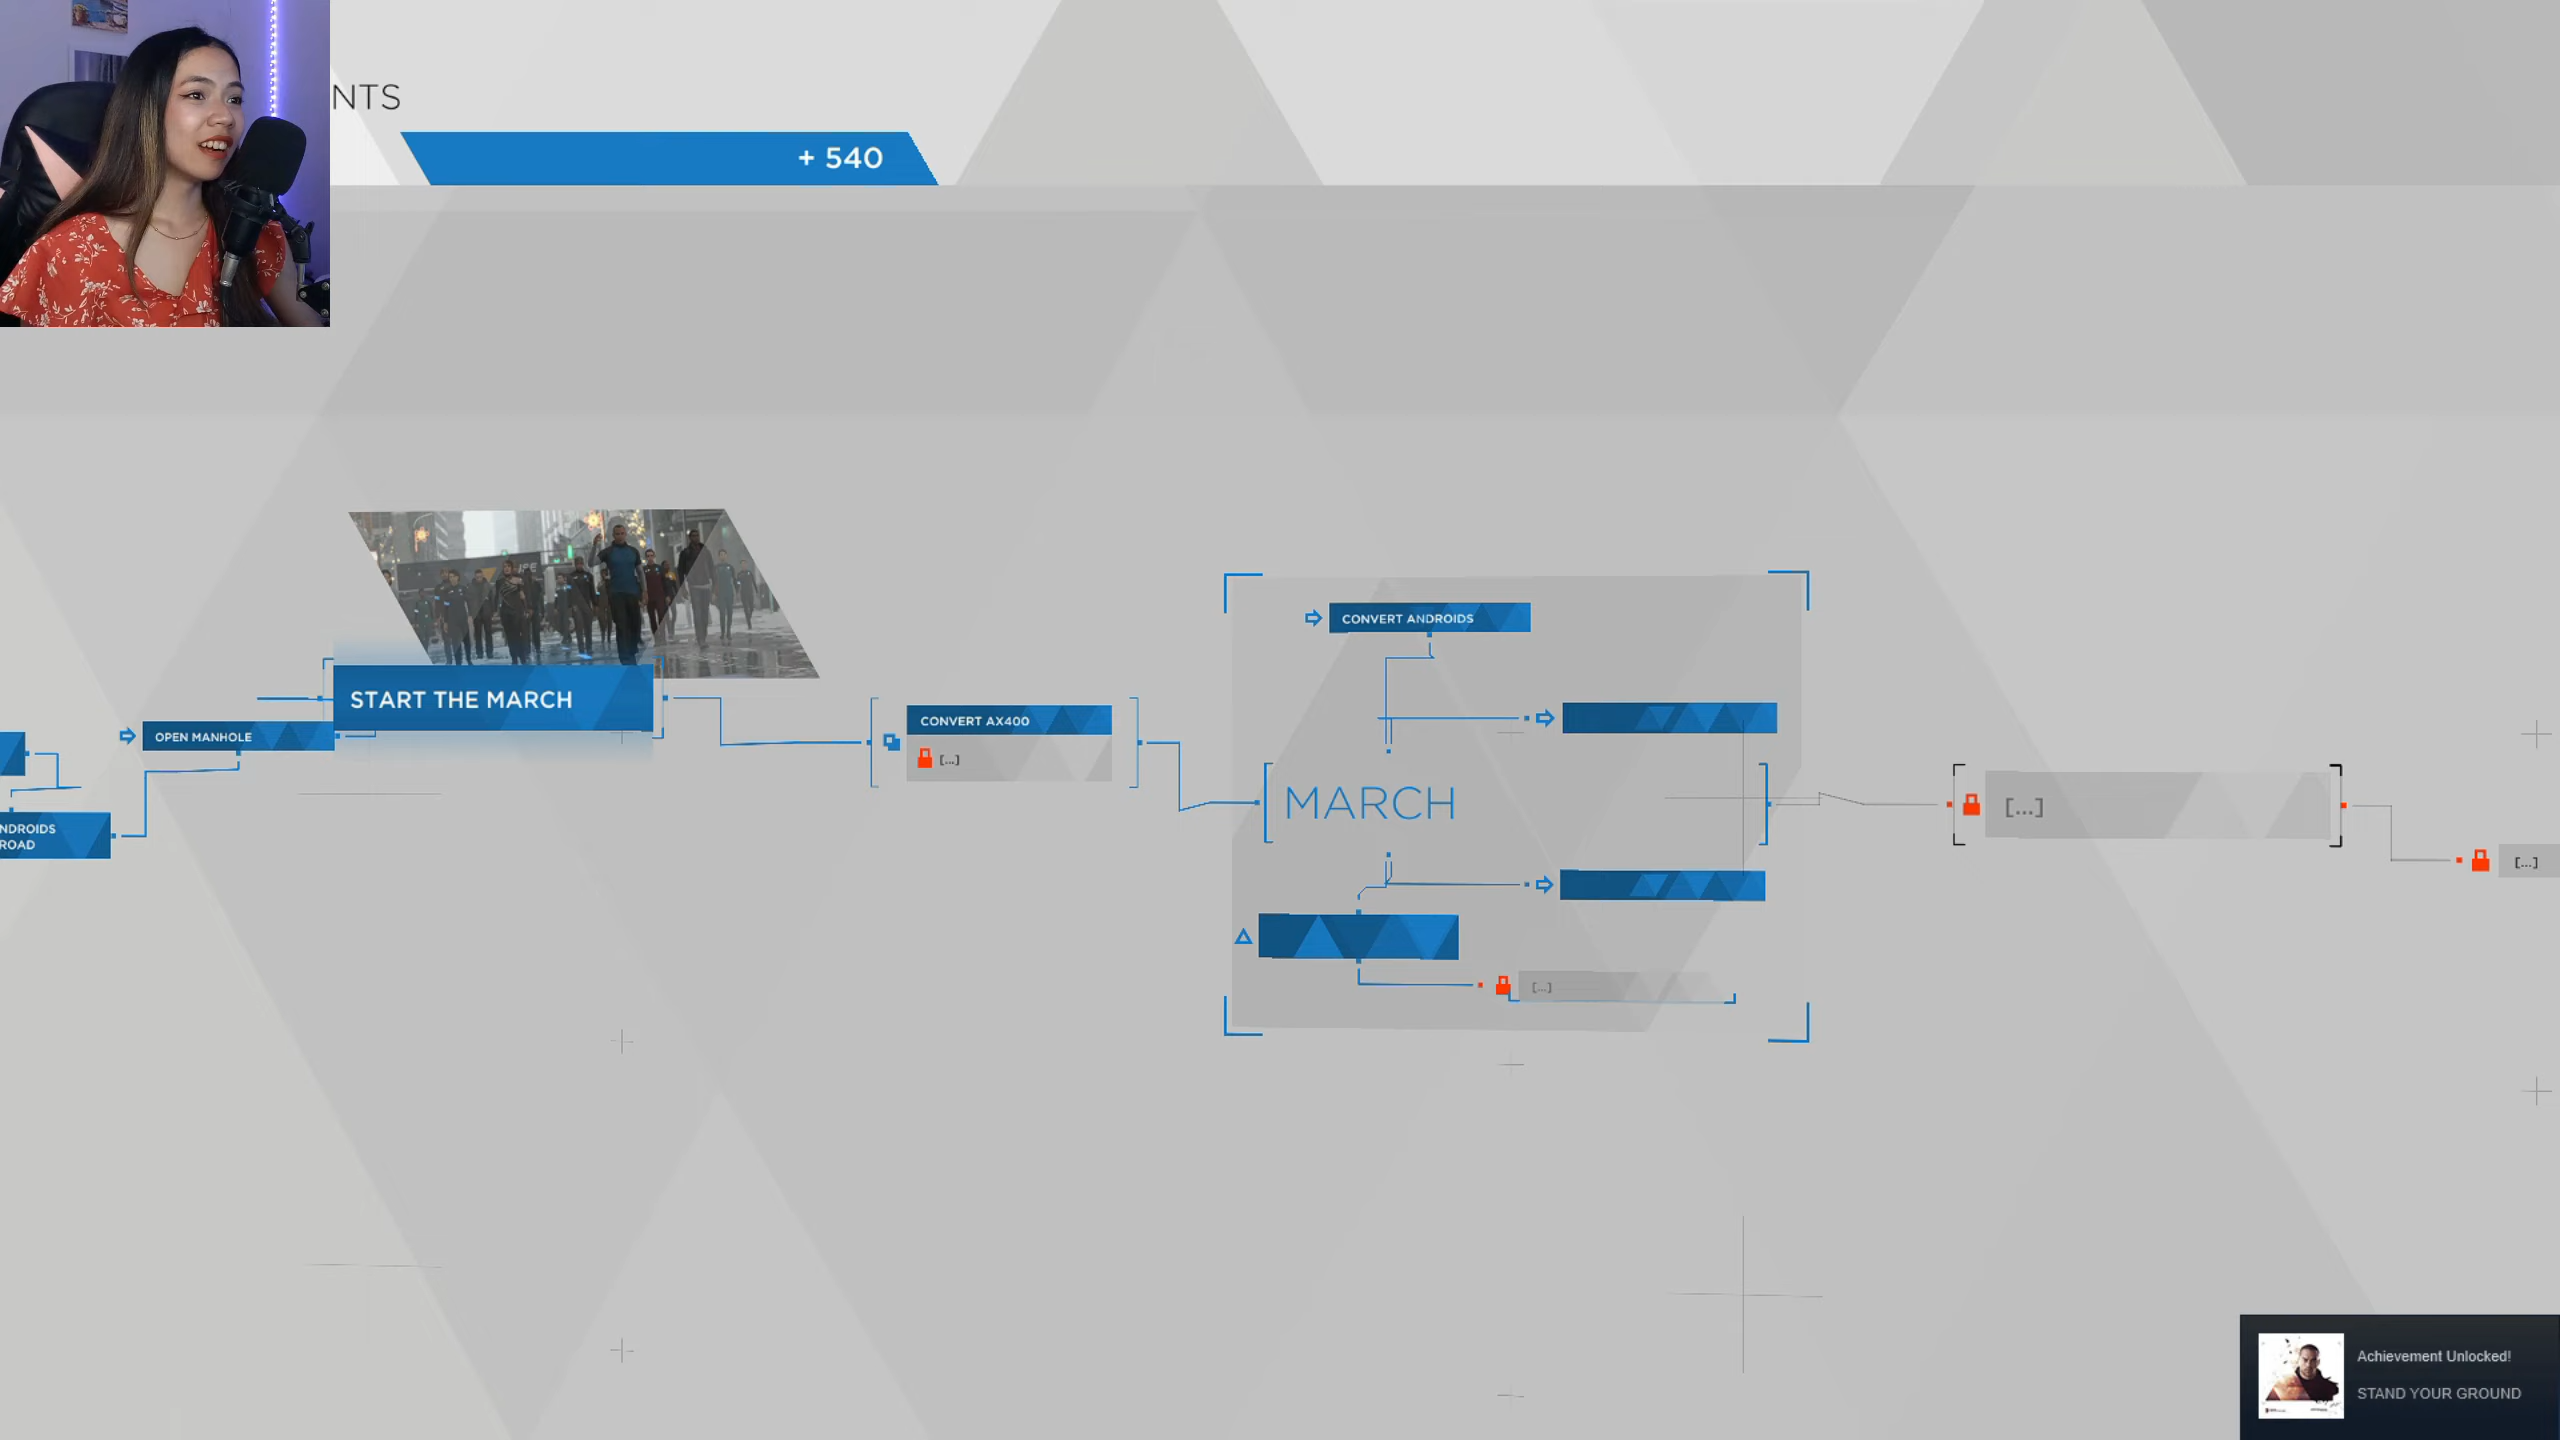 NTS
+ 540
START THE MARCH
OPEN MANHOLE
NDROIDS
ROAD
CONVERT AX400
[...]
CONVERT ANDROIDS
MARCH
[...]
[...]
[...]
Achievement Unlocked!
STAND YOUR GROUND